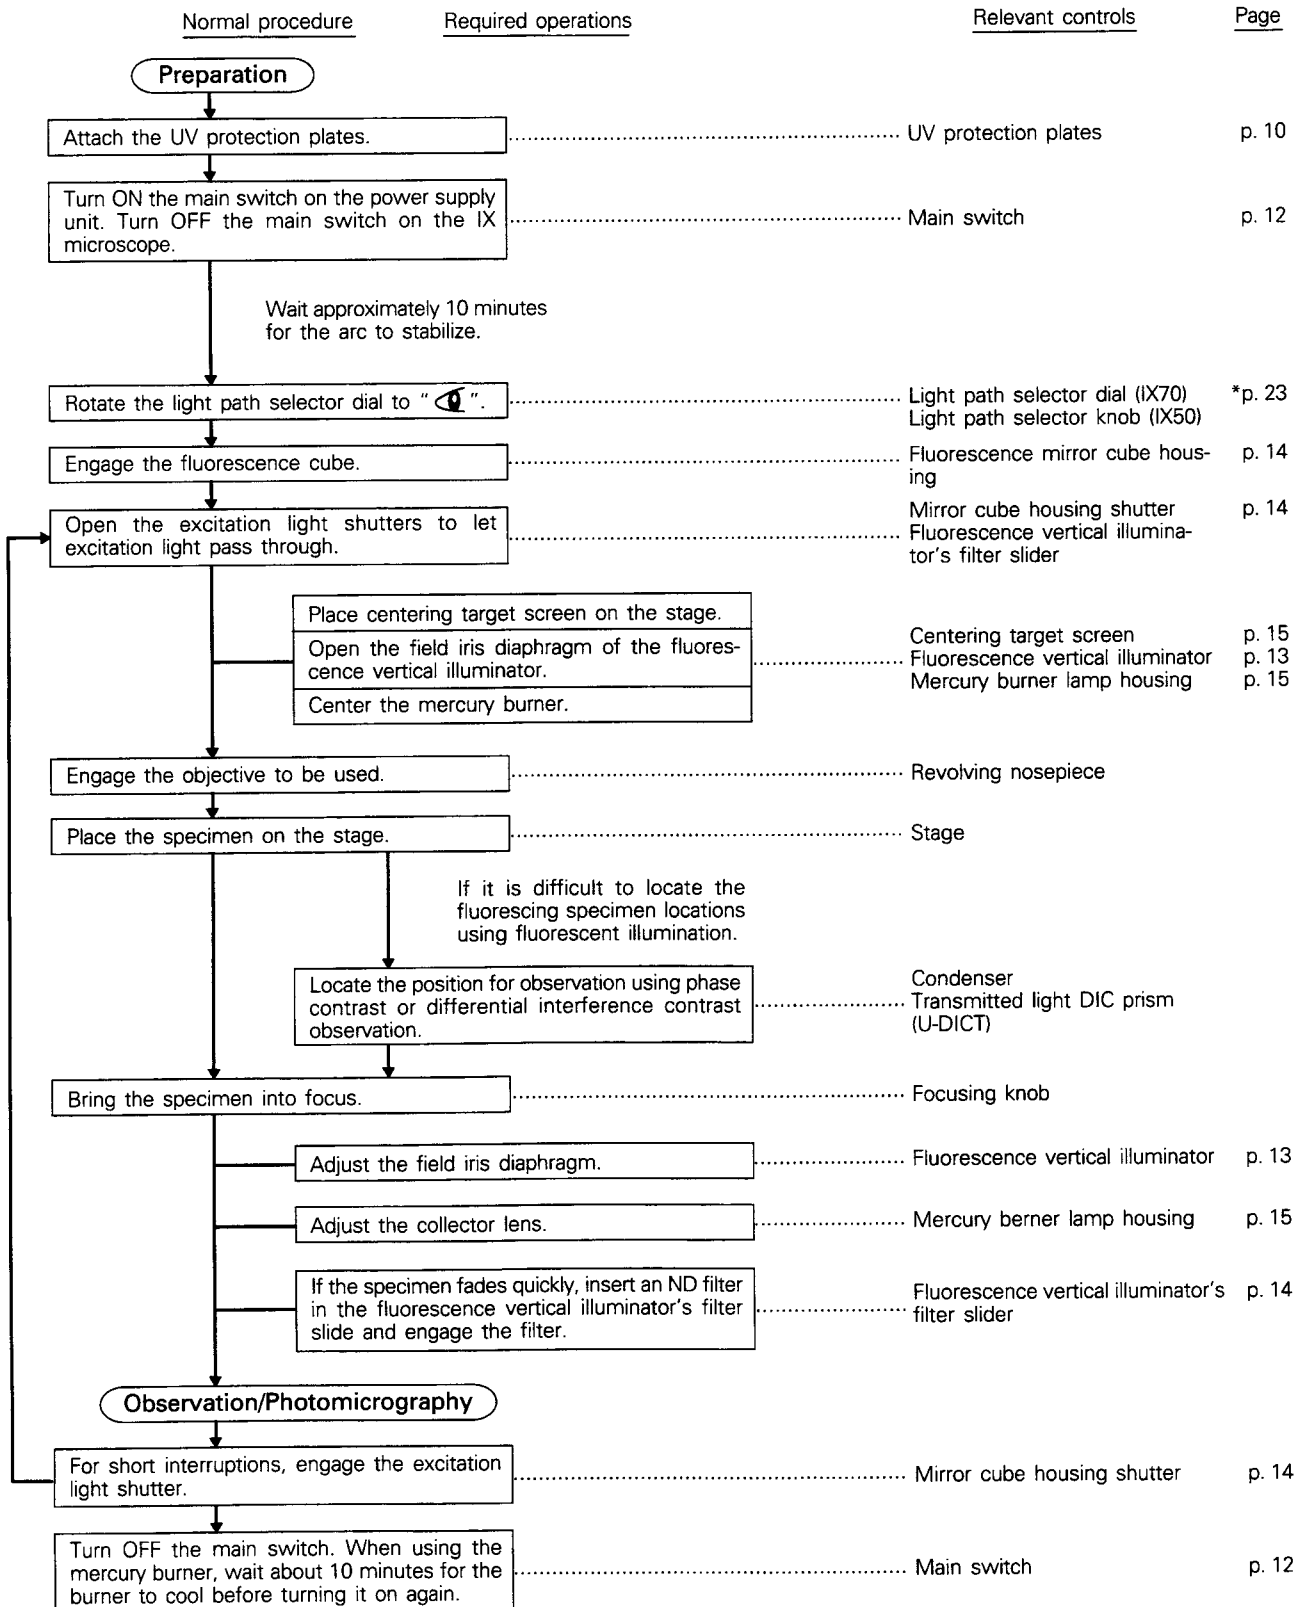 Normal procedure Required operations Relevant controls Page
Preparation
Attach the UV protection plates. UV protection plates p. 10
Turn ON the main switch on the power supply
unit. Turn OFF the main switch on the IX
microscope.
Main switch p. 12
Wait approximately 10 minutes
for the arc to stabilize.
Rotate the light path selector dial to " ". Light path selector dial (IX70) *p. 23
Light path selector knob (IX50)
Engage the fluorescence cube. Fluorescence mirror cube hous- p. 14
ing
Open the excitation light shutters to let
excitation light pass through.
Mirror cube housing shutter p. 14
Fluorescence vertical illumina-
tor's filter slider
Place centering target screen on the stage.
Open the field iris diaphragm of the fluores-
cence vertical illuminator.
Center the mercury burner.
Centering target screen p. 15
Fluorescence vertical illuminator p. 13
Mercury burner lamp housing p. 15
Engage the objective to be used. Revolving nosepiece
Place the specimen on the stage. Stage
If it is difficult to locate the
fluorescing specimen locations
using fluorescent illumination.
Locate the position for observation using phase
contrast or differential interference contrast
observation.
Condenser
Transmitted light DIC prism
(U-DICT)
Bring the specimen into focus. Focusing knob
Adjust the field iris diaphragm. Fluorescence vertical illuminator p. 13
Adjust the collector lens. Mercury berner lamp housing p. 15
If the specimen fades quickly, insert an ND filter
in the fluorescence vertical illuminator's filter
slide and engage the filter.
Fluorescence vertical illuminator's p. 14
filter slider
Observation/Photomicrography
For short interruptions, engage the excitation
light shutter.
Mirror cube housing shutter p. 14
Turn OFF the main switch. When using the
mercury burner, wait about 10 minutes for the
burner to cool before turning it on again.
Main switch p. 12